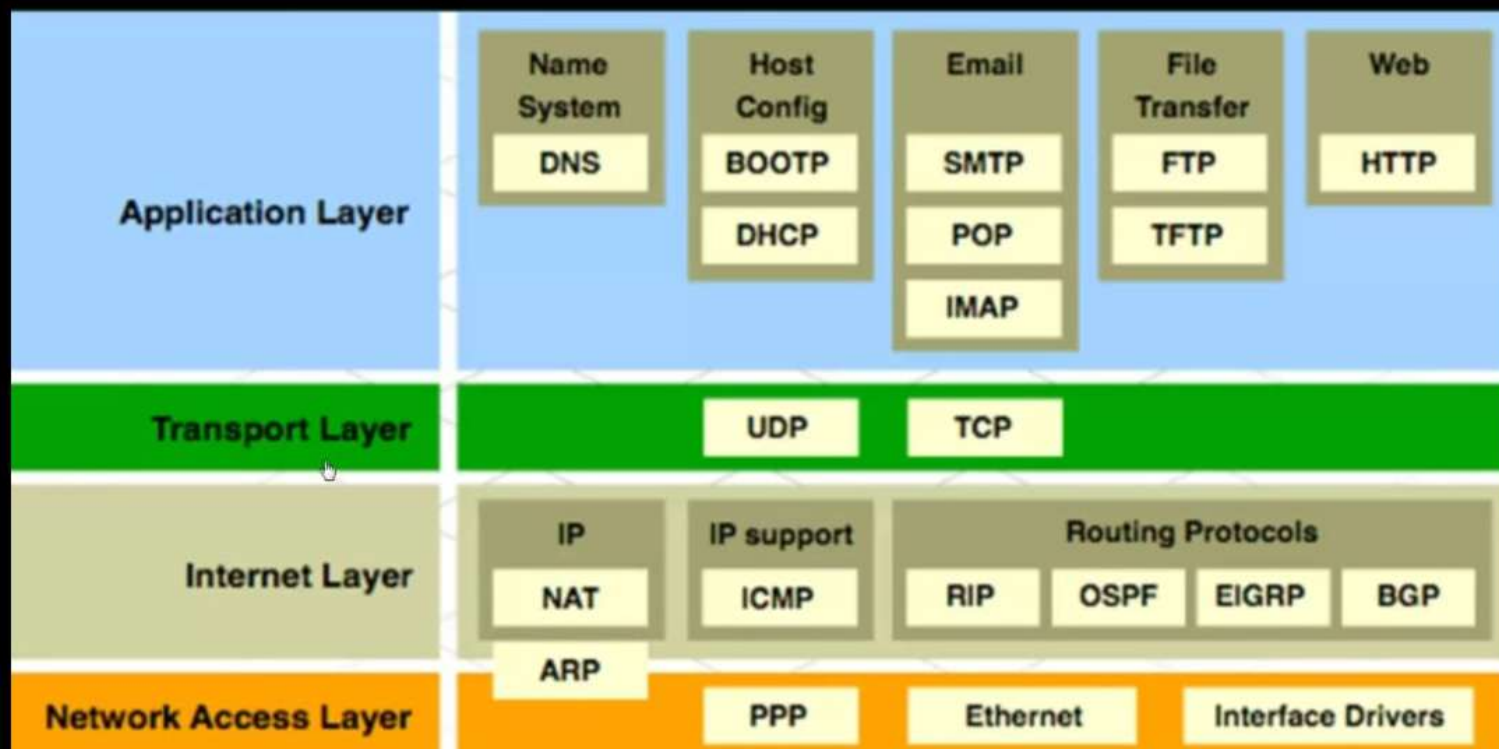 Application Layer
Name
System
DNS
Host
Config
BOOTP
DHCP
Email
SMTP
POP
IMAP
File
Transfer
FTP
TFTP
Web
HTTP
Transport Layer
UDP
TCP
Internet Layer
IP
NAT
ARP
IP support
ICMP
Routing Protocols
RIP
OSPF
EIGRP
BGP
Network Access Layer
PPP
Ethernet
Interface Drivers